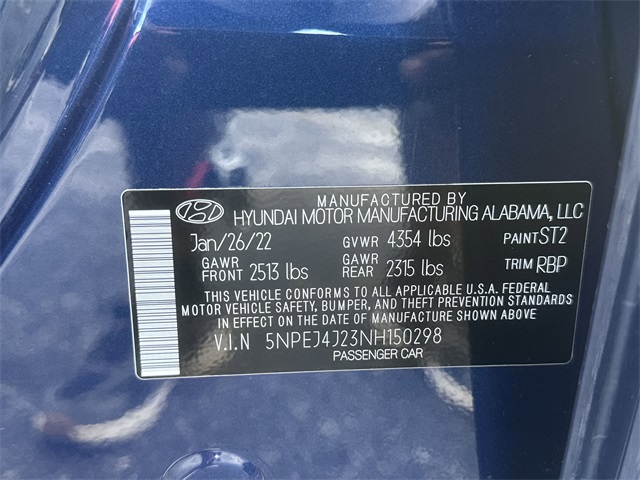 MANUFACTURED BY
HYUNDAI MOTOR MANUFACTURING ALABAMA, LLC
Jan/26/22 GVWR 4354 lbs PAINT ST2
GAWR FRONT 2513 lbs GAWR REAR 2315 lbs TRIM RBP
THIS VEHICLE CONFORMS TO ALL APPLICABLE U.S.A. FEDERAL
MOTOR VEHICLE SAFETY, BUMPER, AND THEFT PREVENTION STANDARDS
IN EFFECT ON THE DATE OF MANUFACTURE SHOWN ABOVE
V.I.N 5NPEJ4J23NH150298
PASSENGER CAR